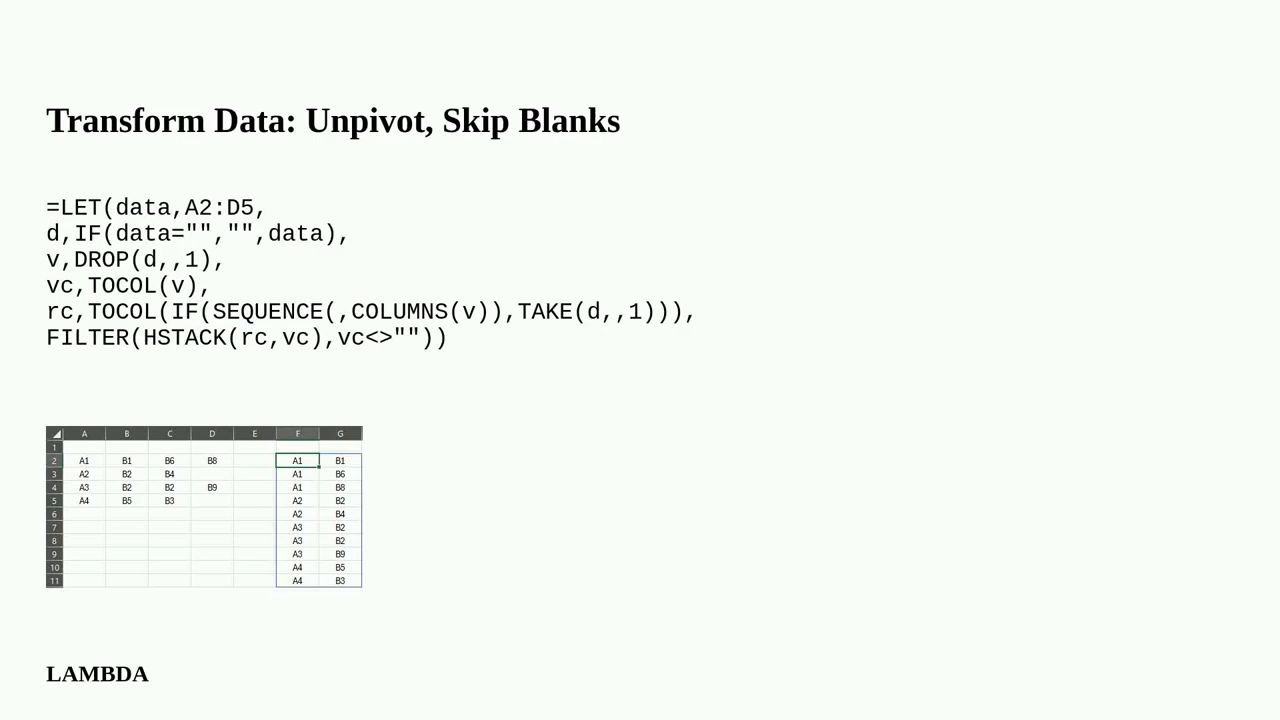 Transform Data: Unpivot, Skip Blanks
=LET(data,A2:D5,
d,IF(data="","",data),
v,DROP(d,,1),
vc,TOCOL(v),
rc,TOCOL(IF(SEQUENCE(,COLUMNS(v)),TAKE(d,,1))),
FILTER(HSTACK(rc,vc),vc<>""))
A B C D E F G
1
2 A1 B1 B6 B8 A1 B1
3 A2 B2 B4 A1 B6
4 A3 B2 B2 B9 A1 B8
5 A4 B5 B3 A2 B2
6 A2 B4
7 A3 B2
8 A3 B2
9 A3 B9
10 A4 B5
11 A4 B3
LAMBDA